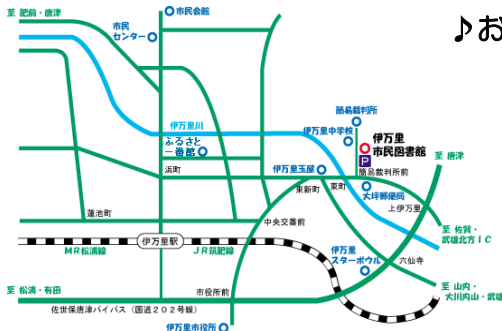 至 肥前・唐津
市民会館
♪お
市民
センター
簡易裁判所
伊万里川
伊万里中学校
伊万里
市民図書館
P
ふるさと
一番館
伊万里玉屋
簡易裁判所前
至 唐津
浜町
東新町
東町
大坪郵便局
上伊万里
蓮池町
中央交番前
至 佐賀・
武雄北方IC
伊万里駅
MR松浦線
JR筑肥線
伊万里
スターボウル
六仙寺
至 松浦・有田
市役所前
至 山内・
大川内山・武雄
佐世保唐津バイパス（国道２０２号線）
伊万里市役所